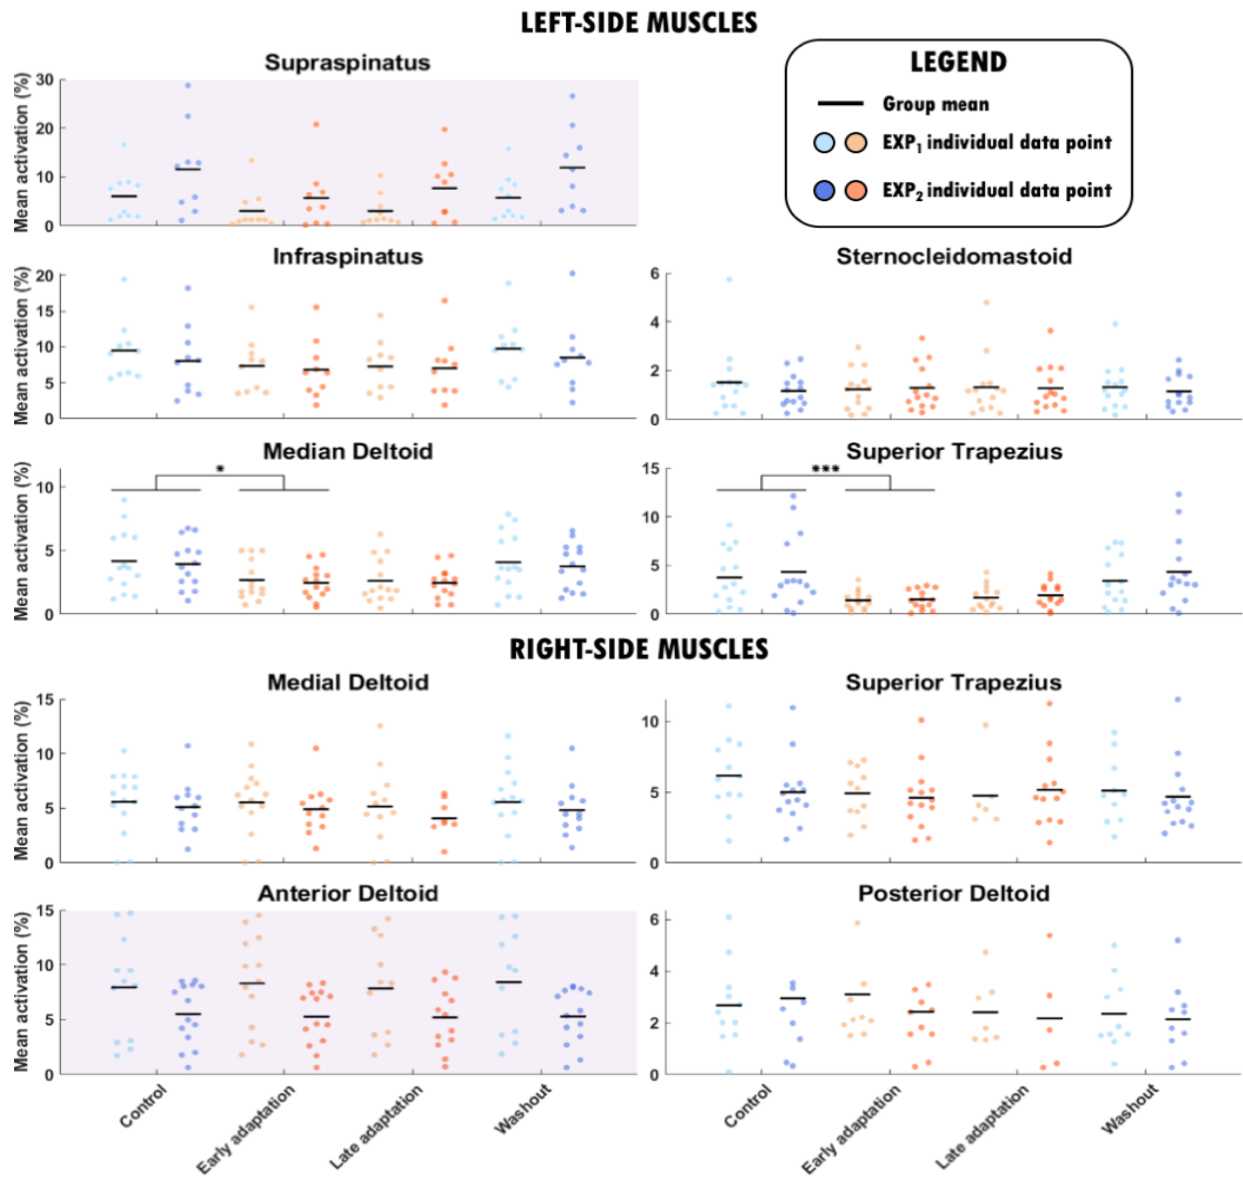 LEFT-SIDE MUSCLES
LEGEND
Group mean
EXP1 individual data point
EXP2 individual data point
Supraspinatus
Mean activation (%)
30
20
10
0
Infraspinatus
Mean activation (%)
20
15
10
5
0
Sternocleidomastoid
6
4
2
0
Median Deltoid
Mean activation (%)
*
10
5
0
Superior Trapezius
***
15
10
5
0
RIGHT-SIDE MUSCLES
Medial Deltoid
Mean activation (%)
15
10
5
0
Superior Trapezius
10
5
0
Anterior Deltoid
Mean activation (%)
15
10
5
0
Posterior Deltoid
6
4
2
0
Control
Early adaptation
Late adaptation
Washout
Control
Early adaptation
Late adaptation
Washout